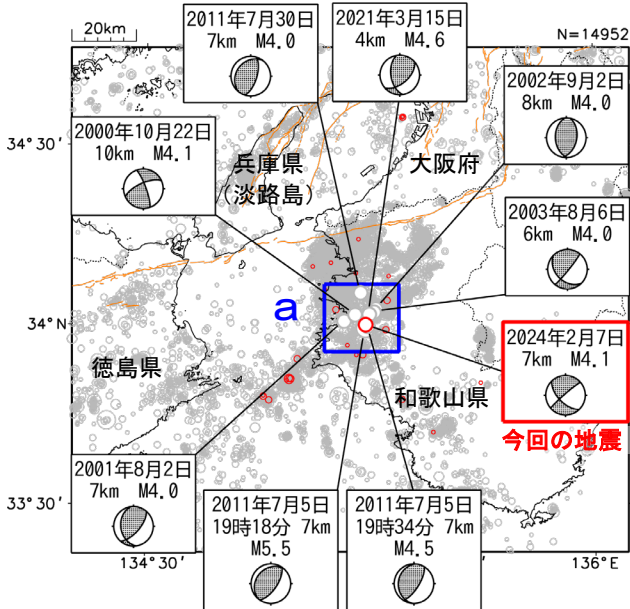 20km
N=14952
2011年7月30日
7km M4.0
2021年3月15日
4km M4.6
2002年9月2日
8km M4.0
2000年10月22日
10km M4.1
34°30′
兵庫県
(淡路島)
大阪府
2003年8月6日
6km M4.0
a
34°N
2024年2月7日
7km M4.1
今回の地震
徳島県
和歌山県
2001年8月2日
7km M4.0
2011年7月5日
19時18分 7km
M5.5
2011年7月5日
19時34分 7km
M4.5
33°30′
134°30′
136°E